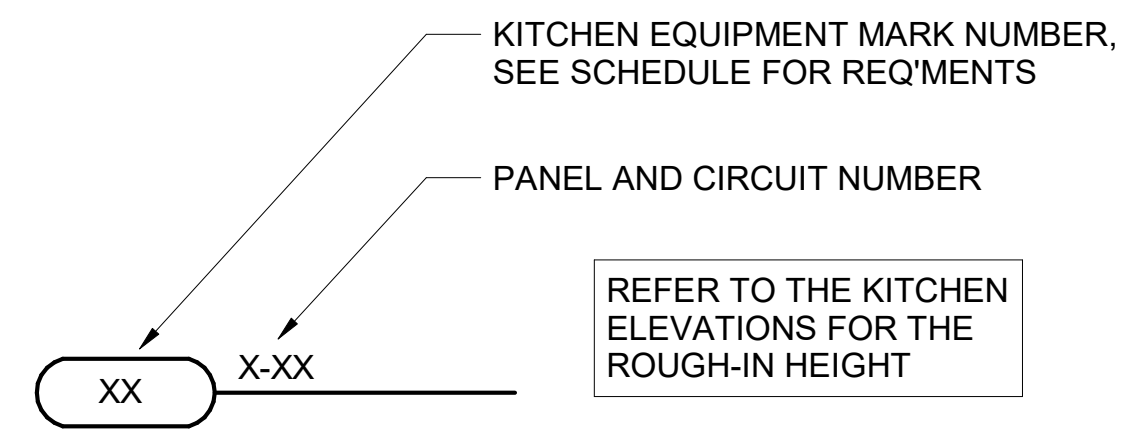 KITCHEN EQUIPMENT MARK NUMBER,
SEE SCHEDULE FOR REQ'MENTS
PANEL AND CIRCUIT NUMBER
REFER TO THE KITCHEN
ELEVATIONS FOR THE
ROUGH-IN HEIGHT
X-XX
XX